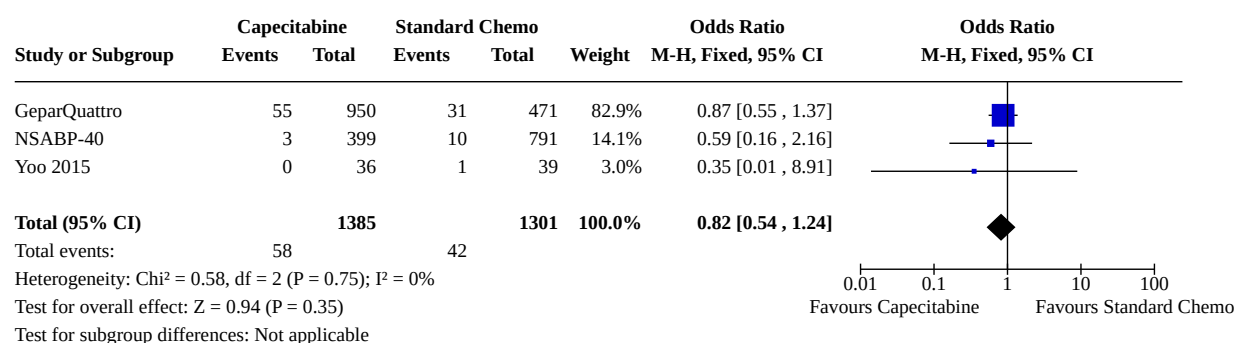 Capecitabine Standard Chemo Odds Ratio Odds Ratio
Study or Subgroup Events Total Events Total Weight M-H, Fixed, 95% CI M-H, Fixed, 95% CI
GeparQuattro 55 950 31 471 82.9% 0.87 [0.55 , 1.37]
NSABP-40 3 399 10 791 14.1% 0.59 [0.16 , 2.16]
Yoo 2015 0 36 1 39 3.0% 0.35 [0.01 , 8.91]
Total (95% CI) 1385 1301 100.0% 0.82 [0.54 , 1.24]
Total events: 58 42
Heterogeneity: Chi² = 0.58, df = 2 (P = 0.75); I² = 0% 0.01 0.1 1 10 100
Test for overall effect: Z = 0.94 (P = 0.35) Favours Capecitabine Favours Standard Chemo
Test for subgroup differences: Not applicable